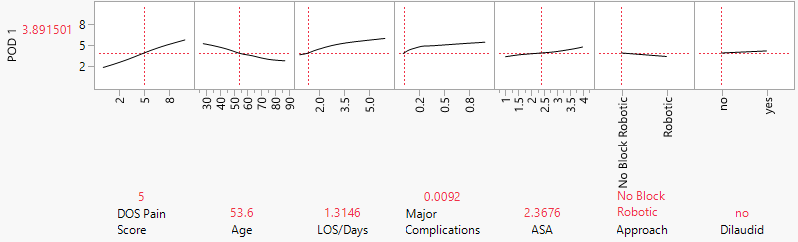 POD 1
3.891501
8
5
2
2
5
8
30
40
50
60
70
80
90
2.0
3.5
5.0
0.2
0.5
0.8
1
1.5
2
2.5
3
3.5
4
No Block Robotic
Robotic
no
yes
5
DOS Pain
Score
53.6
Age
1.3146
LOS/Days
0.0092
Major
Complications
2.3676
ASA
No Block
Robotic
Approach
no
Dilaudid